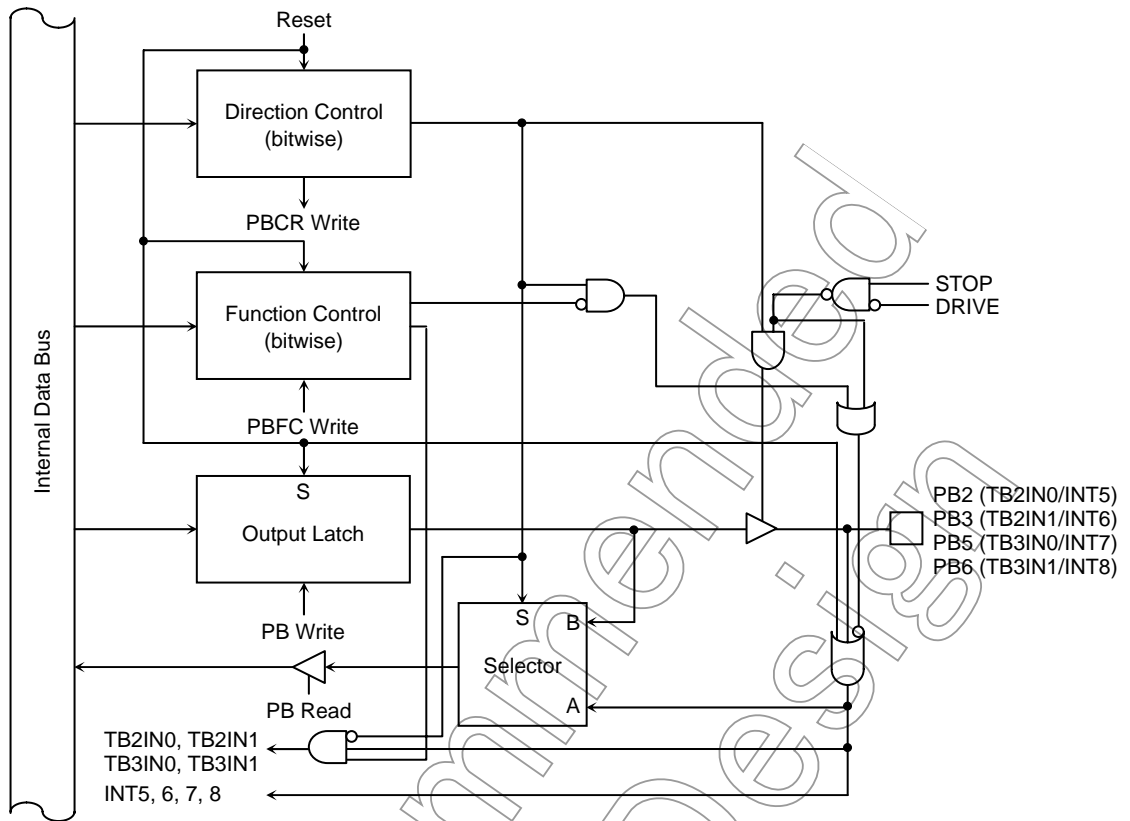 Reset
Direction Control
(bitwise)
PBCR Write
Function Control
(bitwise)
STOP
DRIVE
PBFC Write
Internal Data Bus
S
Output Latch
PB2 (TB2IN0/INT5)
PB3 (TB2IN1/INT6)
PB5 (TB3IN0/INT7)
PB6 (TB3IN1/INT8)
PB Write
S
B
Selector
A
PB Read
TB2IN0, TB2IN1
TB3IN0, TB3IN1
INT5, 6, 7, 8
mmended
Design